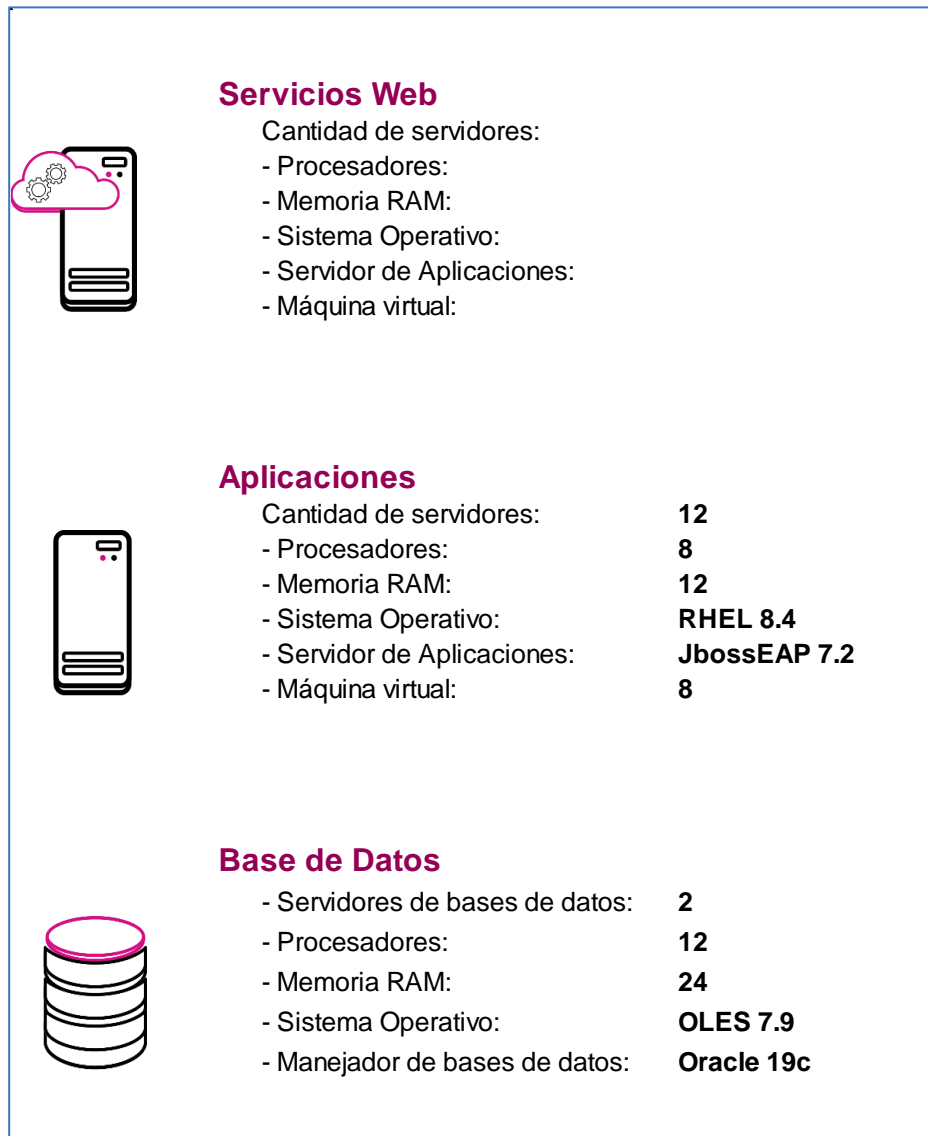 Servicios Web
Cantidad de servidores:
- Procesadores:
- Memoria RAM:
- Sistema Operativo:
- Servidor de Aplicaciones:
- Máquina virtual:
Aplicaciones
Cantidad de servidores: 12
- Procesadores: 8
- Memoria RAM: 12
- Sistema Operativo: RHEL 8.4
- Servidor de Aplicaciones: JbossEAP 7.2
- Máquina virtual: 8
Base de Datos
- Servidores de bases de datos: 2
- Procesadores: 12
- Memoria RAM: 24
- Sistema Operativo: OLES 7.9
- Manejador de bases de datos: Oracle 19c